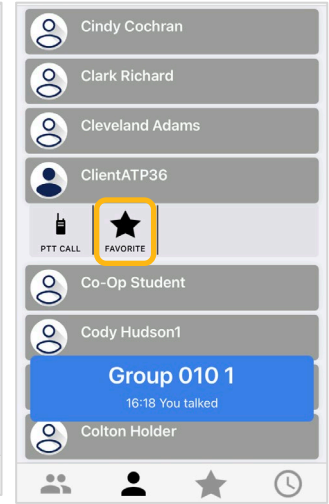 Cindy Cochran
Clark Richard
Cleveland Adams
ClientATP36
PTT CALL FAVORITE
Co-Op Student
Cody Hudson1
Group 010 1
16:18 You talked
Colton Holder